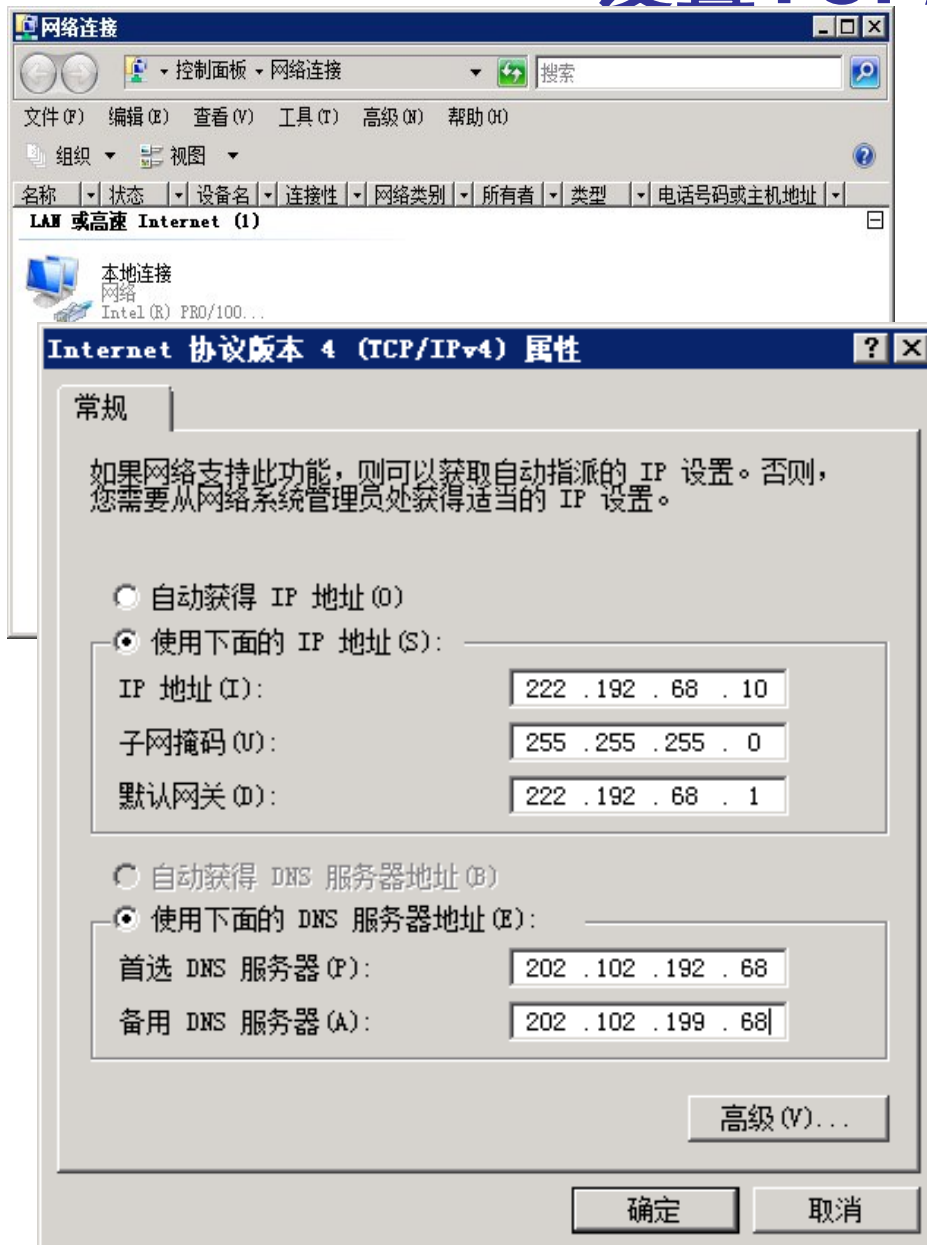 网络连接
控制面板 网络连接 搜索
文件(F) 编辑(E) 查看(V) 工具(T) 高级(N) 帮助(H)
组织 视图
名称 状态 设备名 连接性 网络类别 所有者 类型 电话号码或主机地址
LAN 或高速 Internet (1)
本地连接
网络
Intel(R) PRO/100...
Internet 协议版本 4 (TCP/IPv4) 属性
常规
如果网络支持此功能，则可以获取自动指派的 IP 设置。否则，
您需要从网络系统管理员处获得适当的 IP 设置。
自动获得 IP 地址(O)
使用下面的 IP 地址(S):
IP 地址(I): 222 .192 . 68 . 10
子网掩码(U): 255 .255 .255 . 0
默认网关(D): 222 .192 . 68 . 1
自动获得 DNS 服务器地址(B)
使用下面的 DNS 服务器地址(E):
首选 DNS 服务器(P): 202 .102 .192 . 68
备用 DNS 服务器(A): 202 .102 .199 . 68
高级(V)...
确定 取消